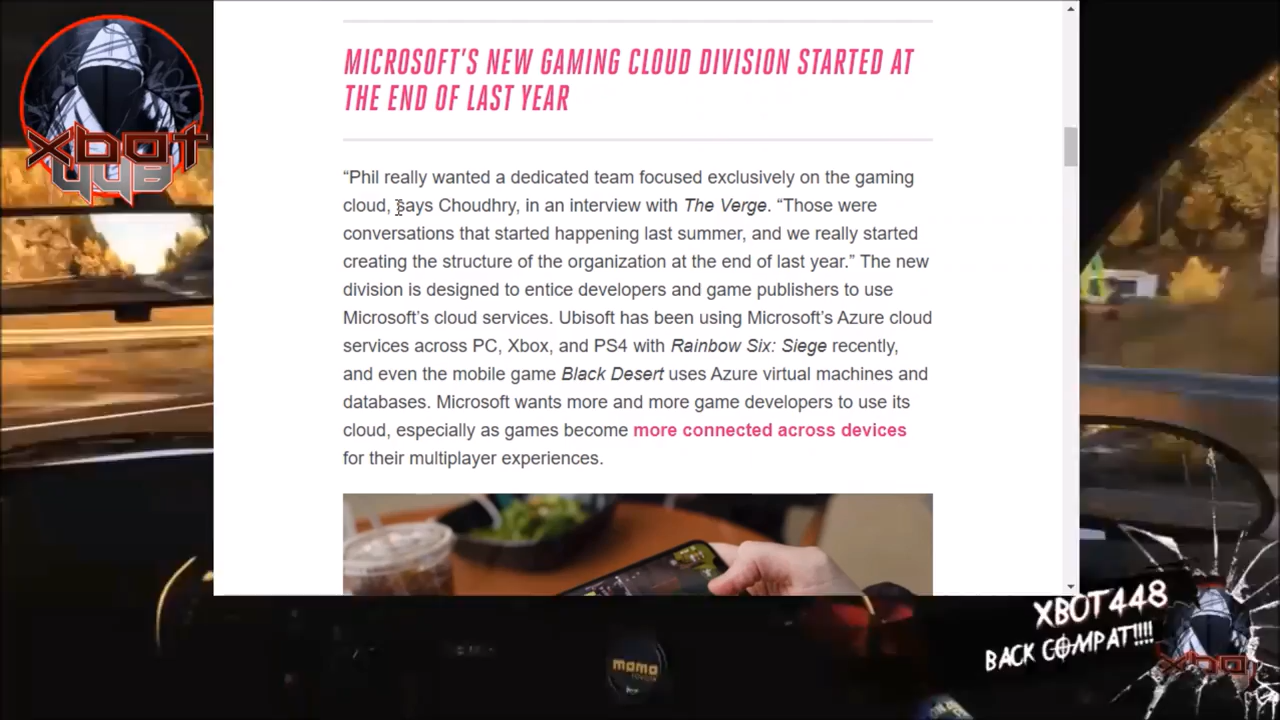 xbot
448
MICROSOFT'S NEW GAMING CLOUD DIVISION STARTED AT
THE END OF LAST YEAR
“Phil really wanted a dedicated team focused exclusively on the gaming
cloud, says Choudhry, in an interview with The Verge. “Those were
conversations that started happening last summer, and we really started
creating the structure of the organization at the end of last year.” The new
division is designed to entice developers and game publishers to use
Microsoft’s cloud services. Ubisoft has been using Microsoft’s Azure cloud
services across PC, Xbox, and PS4 with Rainbow Six: Siege recently,
and even the mobile game Black Desert uses Azure virtual machines and
databases. Microsoft wants more and more game developers to use its
cloud, especially as games become more connected across devices
for their multiplayer experiences.
XBOT448
BACK COMPAT!!!!
momo